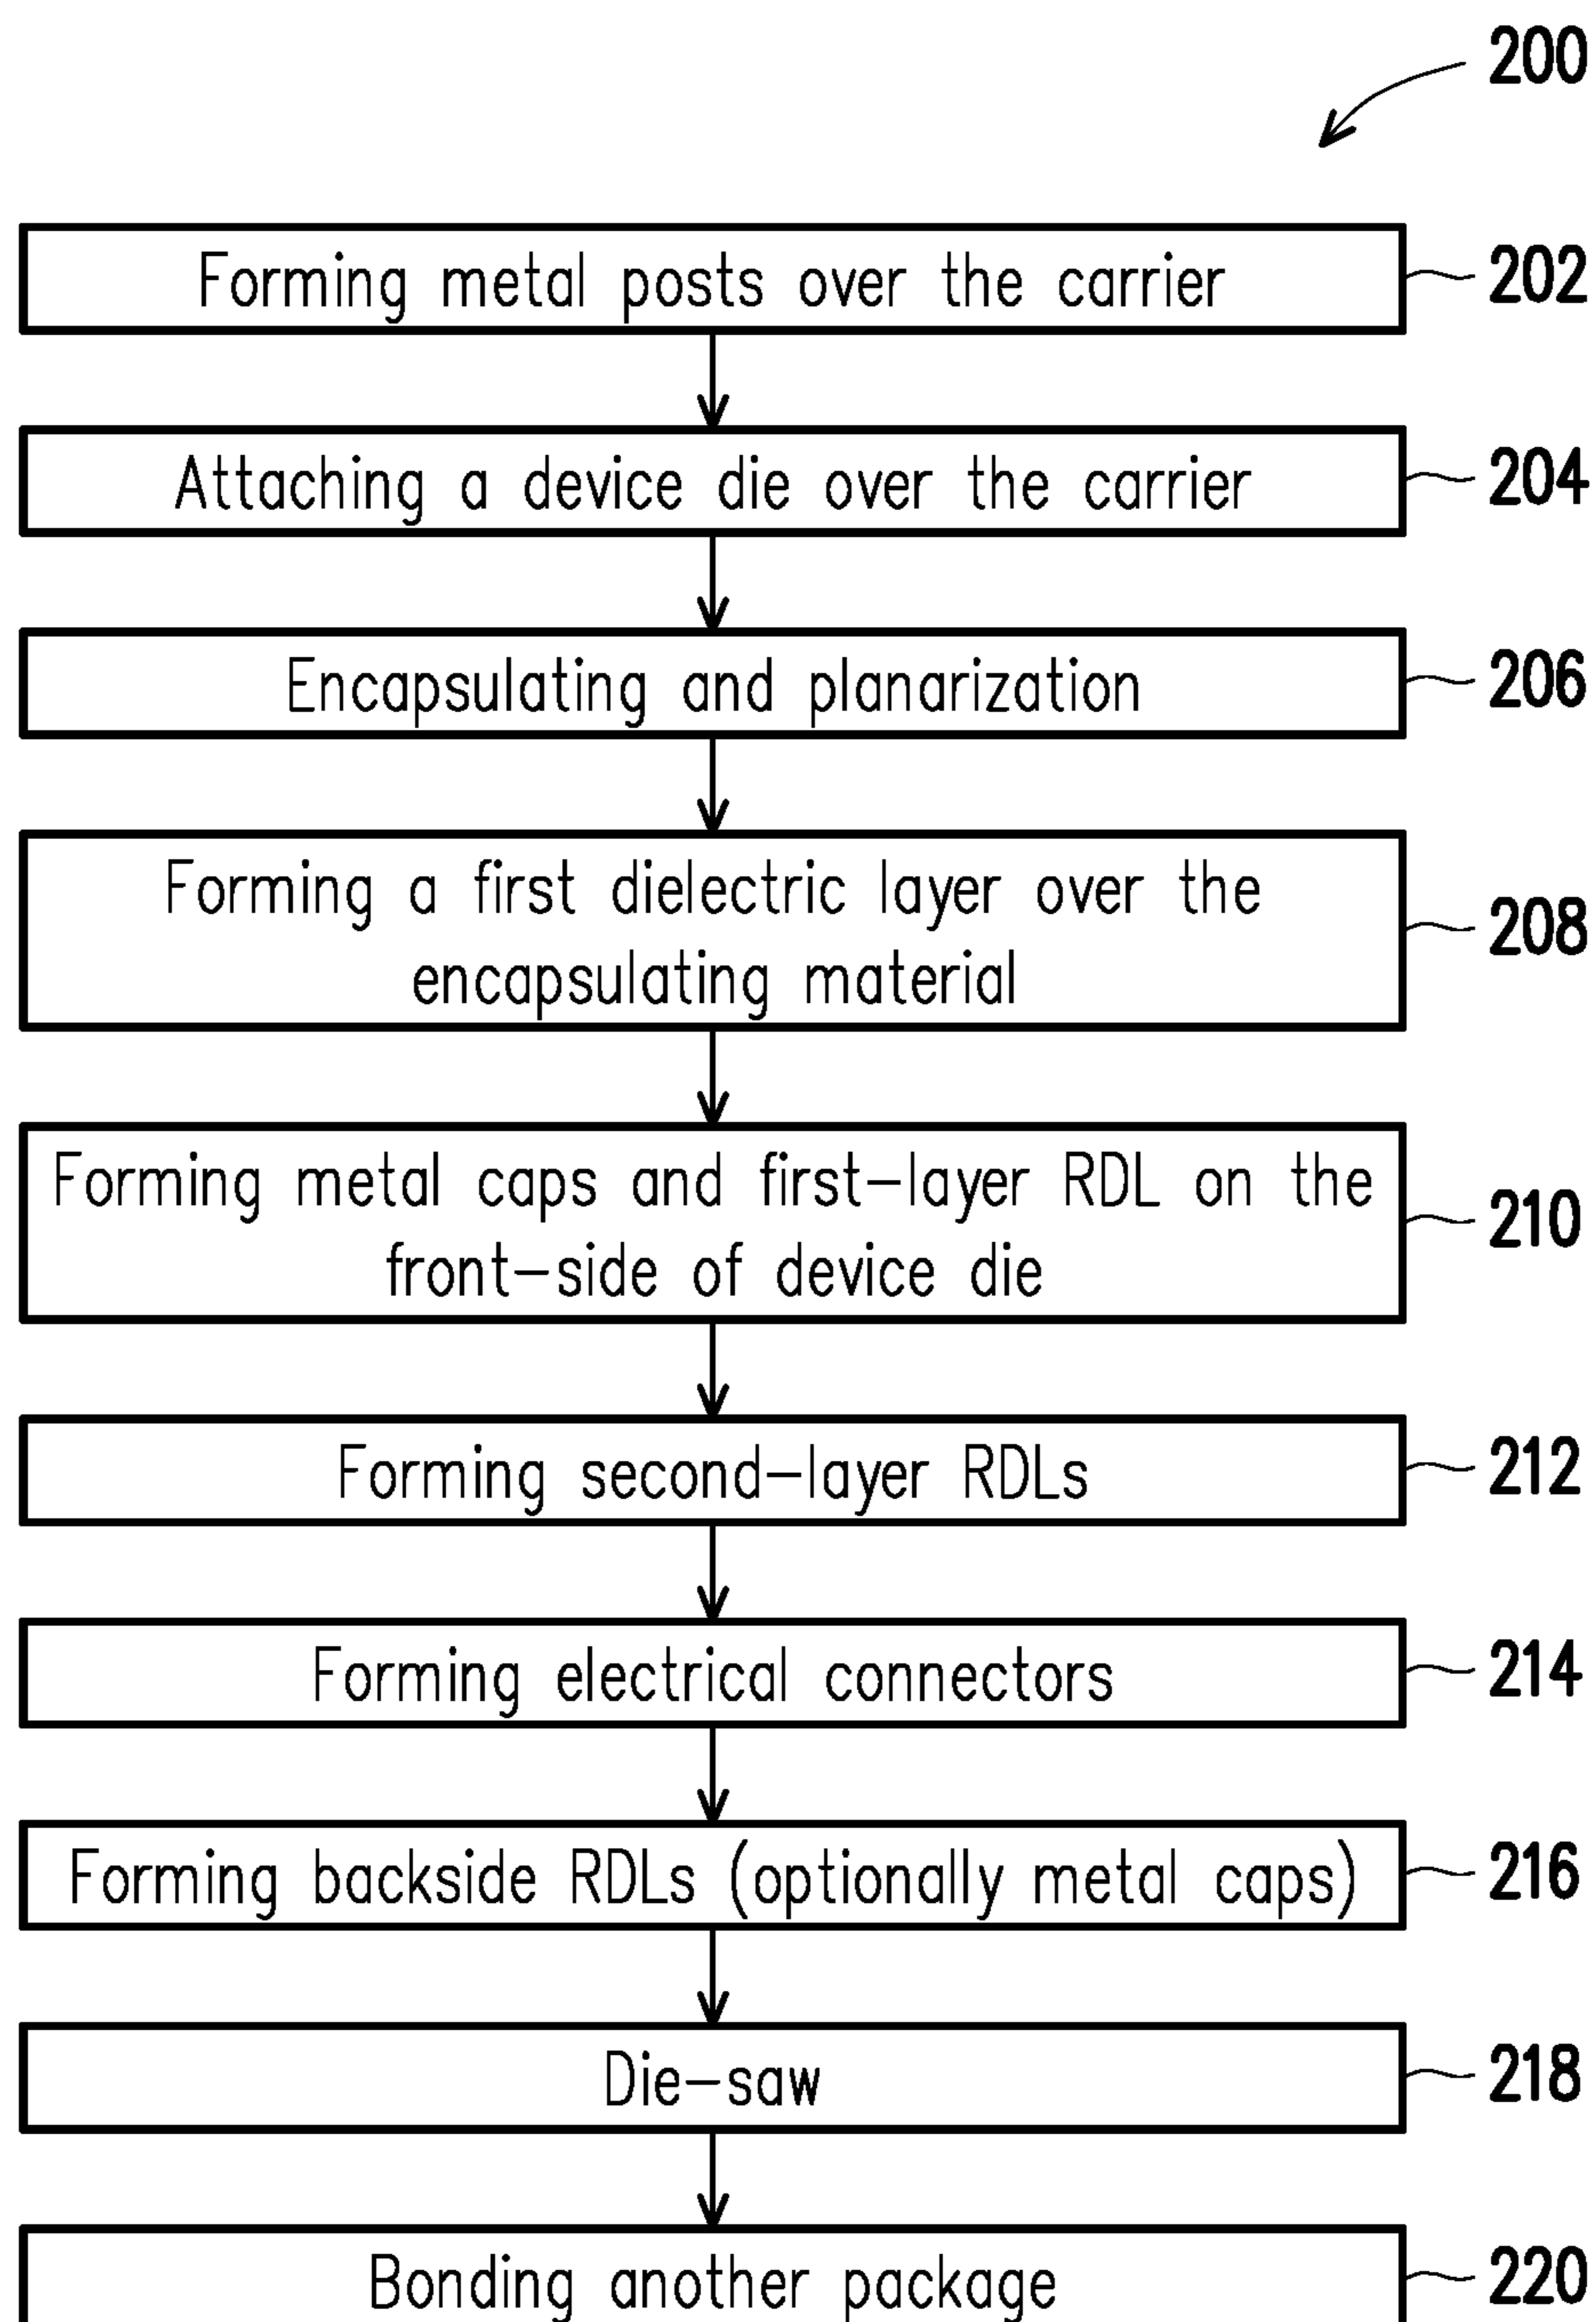 200
Forming metal posts over the carrier
202
Attaching a device die over the carrier
204
Encapsulating and planarization
206
Forming a first dielectric layer over the
encapsulating material
208
Forming metal caps and first-layer RDL on the
front-side of device die
210
Forming second-layer RDLs
212
Forming electrical connectors
214
Forming backside RDLs (optionally metal caps)
216
Die-saw
218
Bonding another package
220